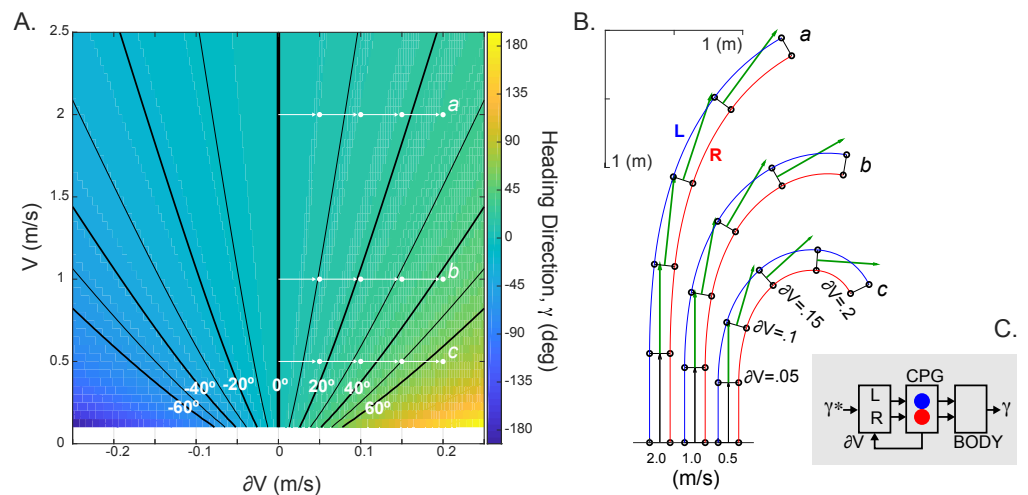 A.
2.5
2
1.5
1
0.5
0
V (m/s)
-0.2
-0.1
0
0.1
0.2
∂V (m/s)
a
b
c
-60º
-40º
-20º
0º
20º
40º
60º
180
135
90
45
0
-45
-90
-135
-180
Heading Direction, γ (deg)
B.
1 (m)
1 (m)
a
L
R
b
c
∂V=.05
∂V=.1
∂V=.15
∂V=.2
2.0
1.0
0.5
(m/s)
C.
CPG
γ*
L
R
BODY
γ
∂V